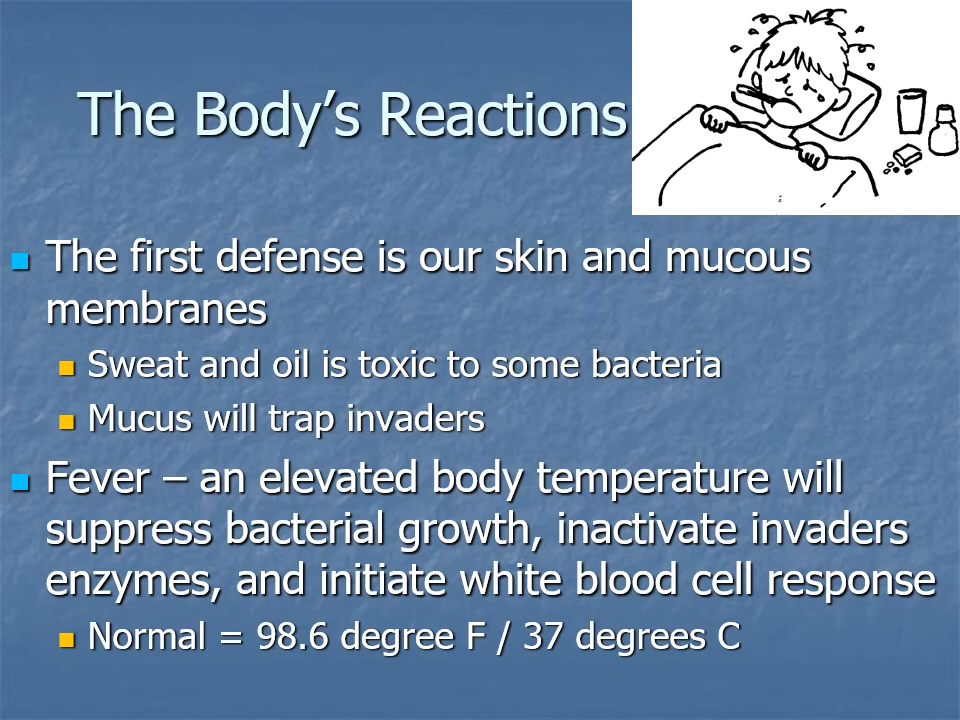 The Body’s Reactions
The first defense is our skin and mucous
membranes
Sweat and oil is toxic to some bacteria
Mucus will trap invaders
Fever – an elevated body temperature will
suppress bacterial growth, inactivate invaders
enzymes, and initiate white blood cell response
Normal = 98.6 degree F / 37 degrees C